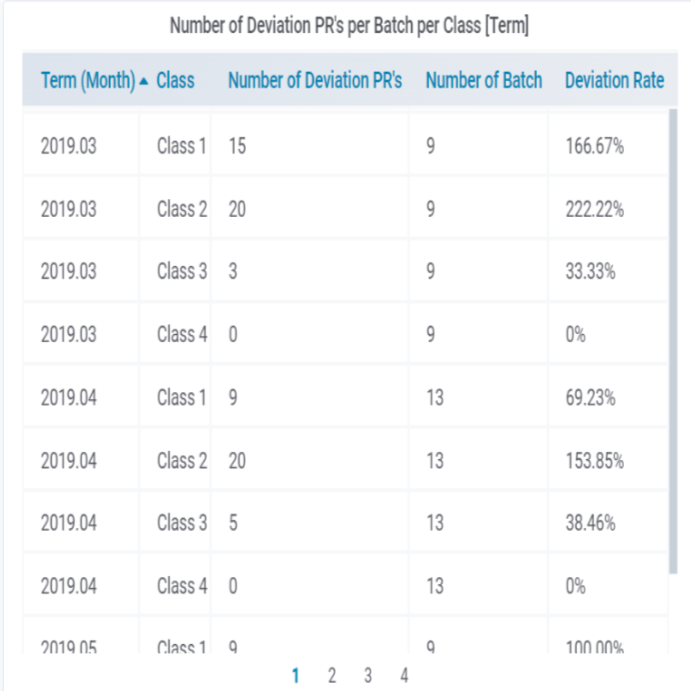 Number of Deviation PR's per Batch per Class [Term]
Term (Month) Class Number of Deviation PR's Number of Batch Deviation Rate
2019.03 Class 1 15 9 166.67%
2019.03 Class 2 20 9 222.22%
2019.03 Class 3 3 9 33.33%
2019.03 Class 4 0 9 0%
2019.04 Class 1 9 13 69.23%
2019.04 Class 2 20 13 153.85%
2019.04 Class 3 5 13 38.46%
2019.04 Class 4 0 13 0%
2019.05 Class 1 9 9 100.00%
1 2 3 4